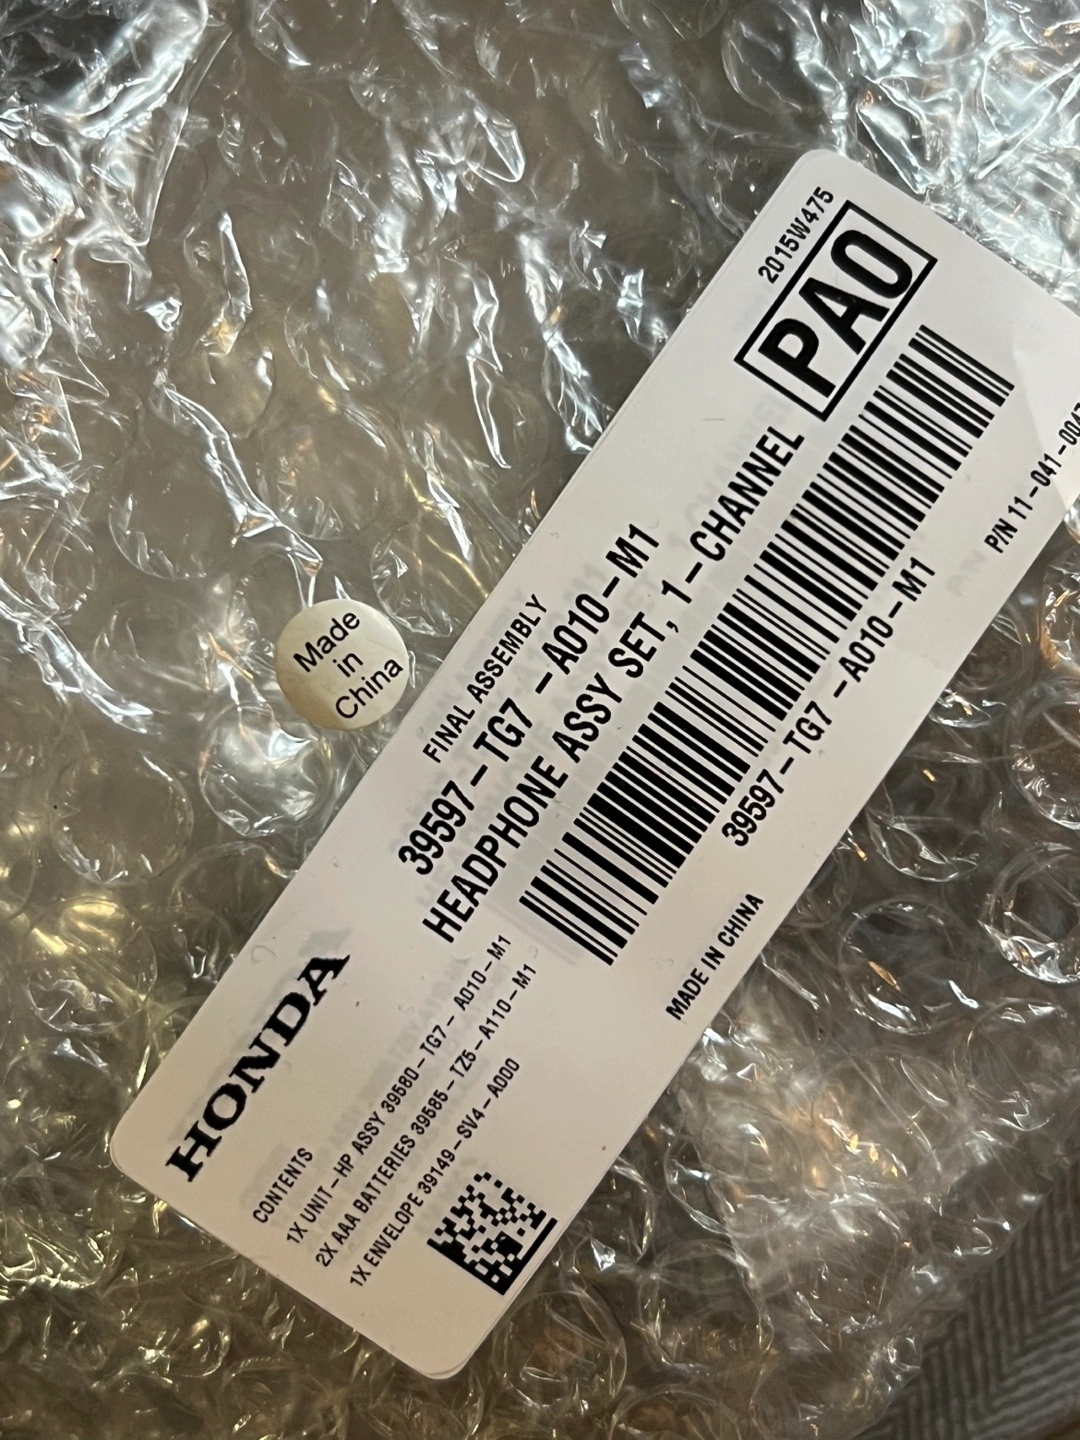 Made
in
China
HONDA
FINAL ASSEMBLY
39597-TG7 -A010-M1
HEADPHONE ASSY SET, 1-CHANNEL
2015W475
PAO
CONTENTS
1X UNIT-HP ASSY 39580-TG7- A010-M1
2X AAA BATTERIES 39585-TZ5-A110-M1
1X ENVELOPE 39149-SV4-A000
39597-TG7 -A010-M1
MADE IN CHINA
P/N 11-041-004